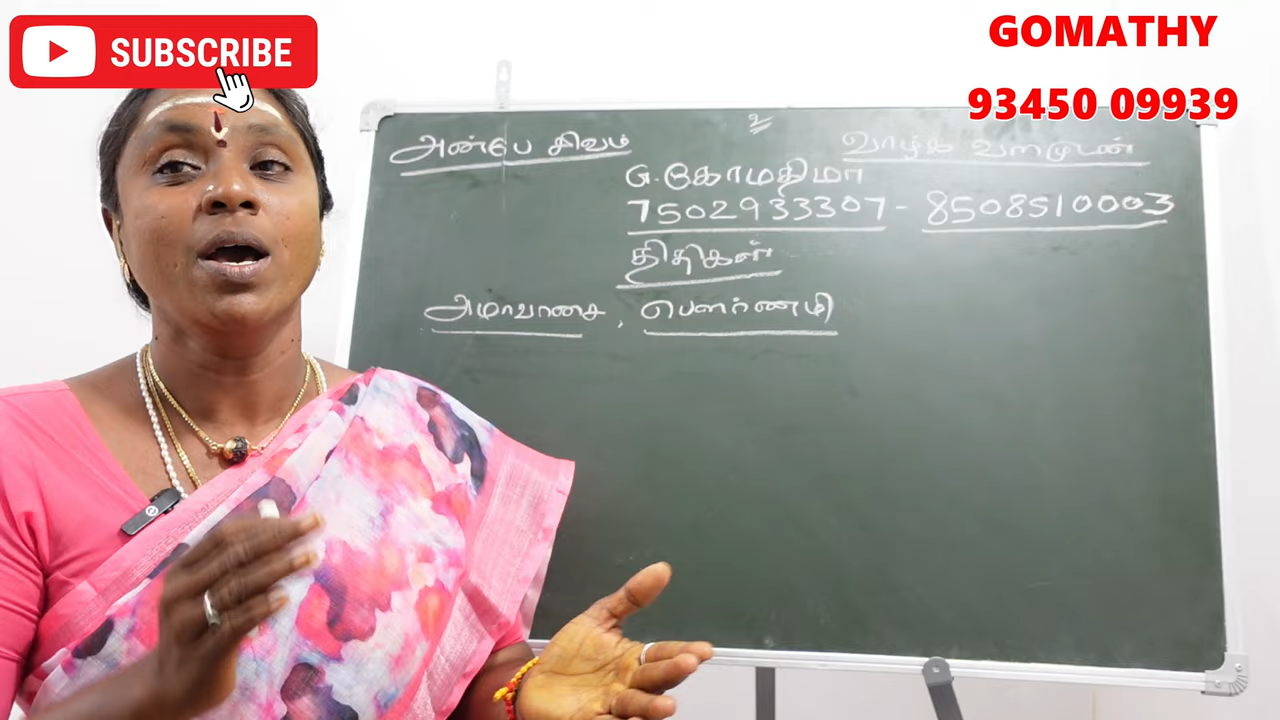 SUBSCRIBE
GOMATHY
93450 09939
உ
அன்பே சிவம்
வாழ்க வளமுடன்
G.கோமதிமா
7502933307 - 8508510003
திதிகள்
அமாவாசை, பௌர்ணமி